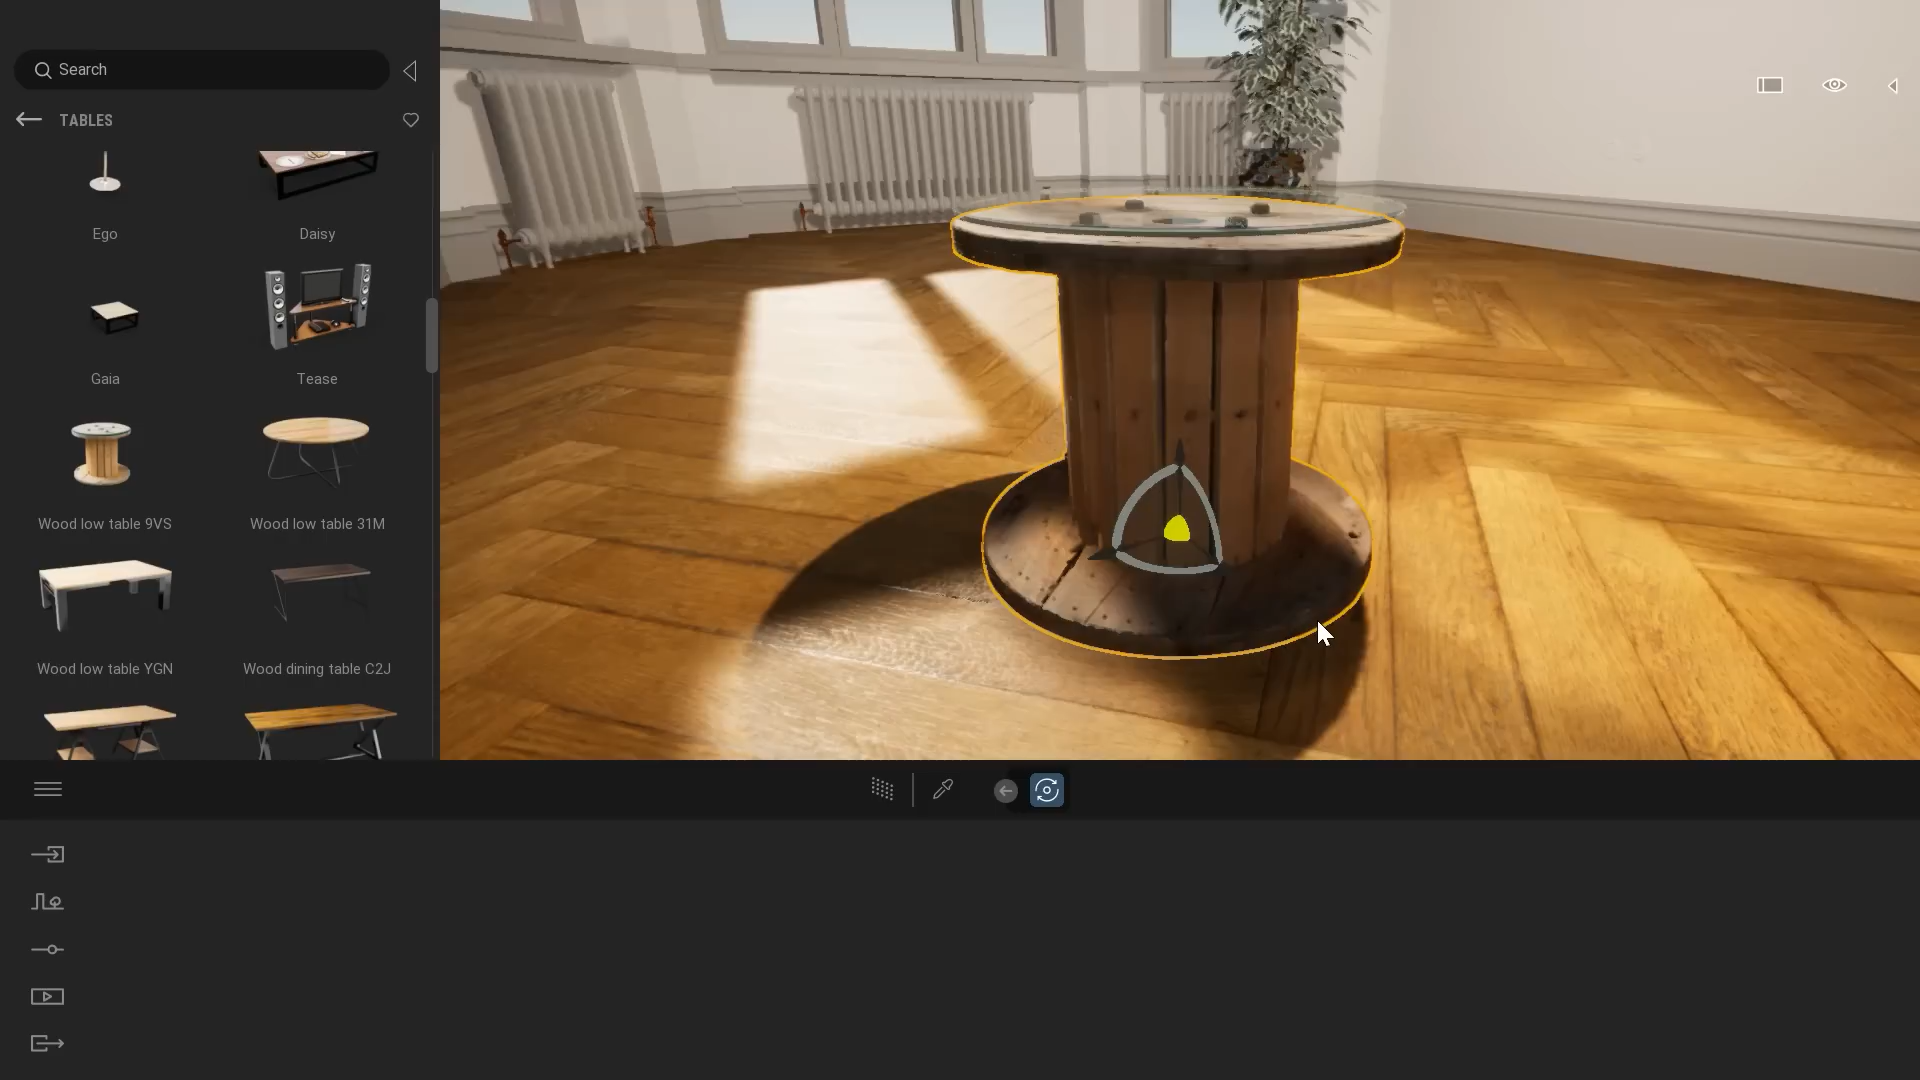 Search
TABLES
Ego
Daisy
Gaia
Tease
Wood low table 9VS
Wood low table 31M
Wood low table YGN
Wood dining table C2J